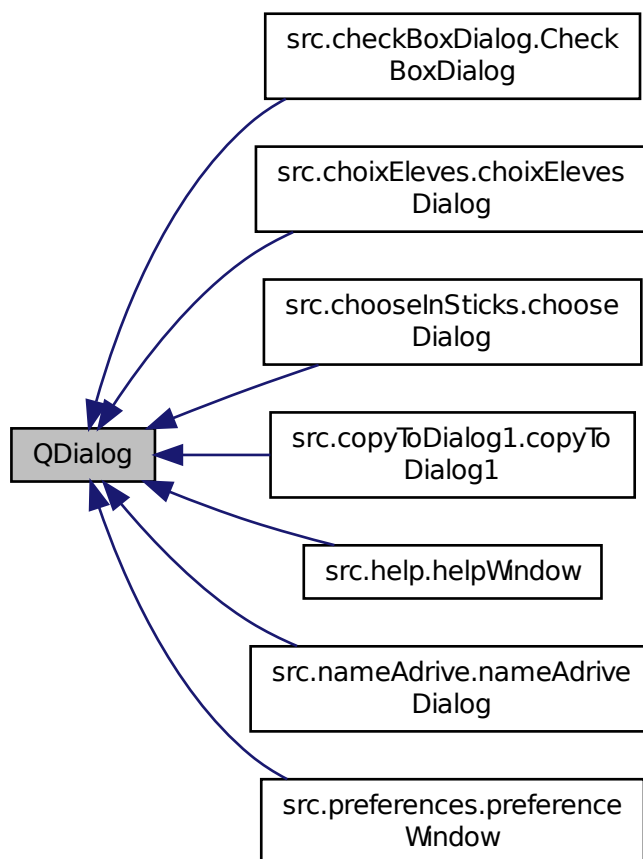 src.checkBoxDialog.Check
BoxDialog
src.choixEleves.choixEleves
Dialog
src.chooseInSticks.choose
Dialog
QDialog
src.copyToDialog1.copyTo
Dialog1
src.help.helpWindow
src.nameAdrive.nameAdrive
Dialog
src.preferences.preference
Window